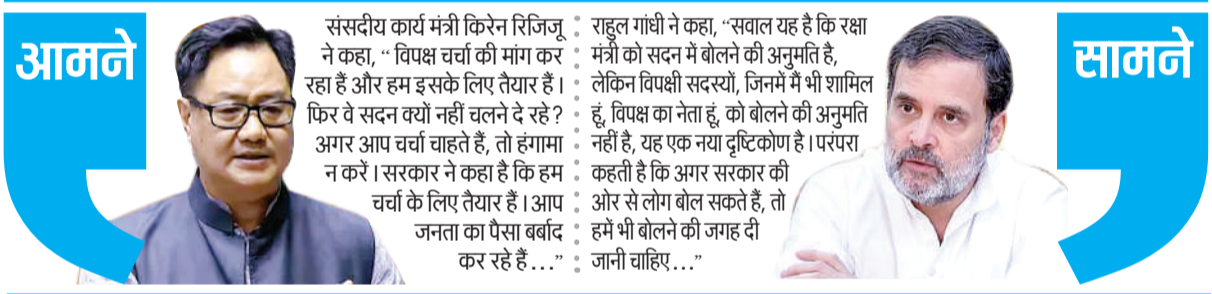 आमने
संसदीय कार्य मंत्री किरेन रिजिजू
ने कहा, “ विपक्ष चर्चा की मांग कर
रहा हैं और हम इसके लिए तैयार हैं।
फिर वे सदन क्यों नहीं चलने दे रहे?
अगर आप चर्चा चाहते हैं, तो हंगामा
न करें। सरकार ने कहा है कि हम
चर्चा के लिए तैयार हैं। आप
जनता का पैसा बर्बाद
कर रहे हैं...”
राहुल गांधी ने कहा, “सवाल यह है कि रक्षा
मंत्री को सदन में बोलने की अनुमति है,
लेकिन विपक्षी सदस्यों, जिनमें मैं भी शामिल
हूं, विपक्ष का नेता हूं, को बोलने की अनुमति
नहीं है, यह एक नया दृष्टिकोण है। परंपरा
कहती है कि अगर सरकार की
ओर से लोग बोल सकते हैं, तो
हमें भी बोलने की जगह दी
जानी चाहिए...”
सामने